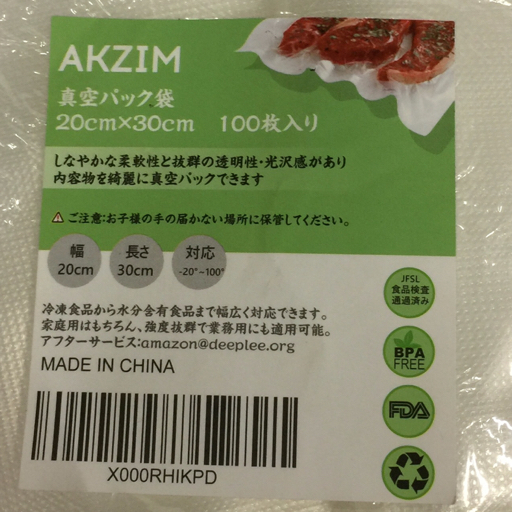 AKZIM
真空パック袋
20cm×30cm 100枚入り
しなやかな柔軟性と抜群の透明性・光沢感があり
内容物を綺麗に真空パックできます
⚠ ご注意:お子様の手の届かない場所に保管してください。
幅 長さ 対応
20cm 30cm -20°~100°
JFSL
食品検査
通過済み
冷凍食品から水分含有食品まで幅広く対応できます。
家庭用はもちろん、強度抜群で業務用にも適用可能。
アフターサービス:amazon@deeplee.org
BPA
FREE
MADE IN CHINA
FDA
X000RHIKPD